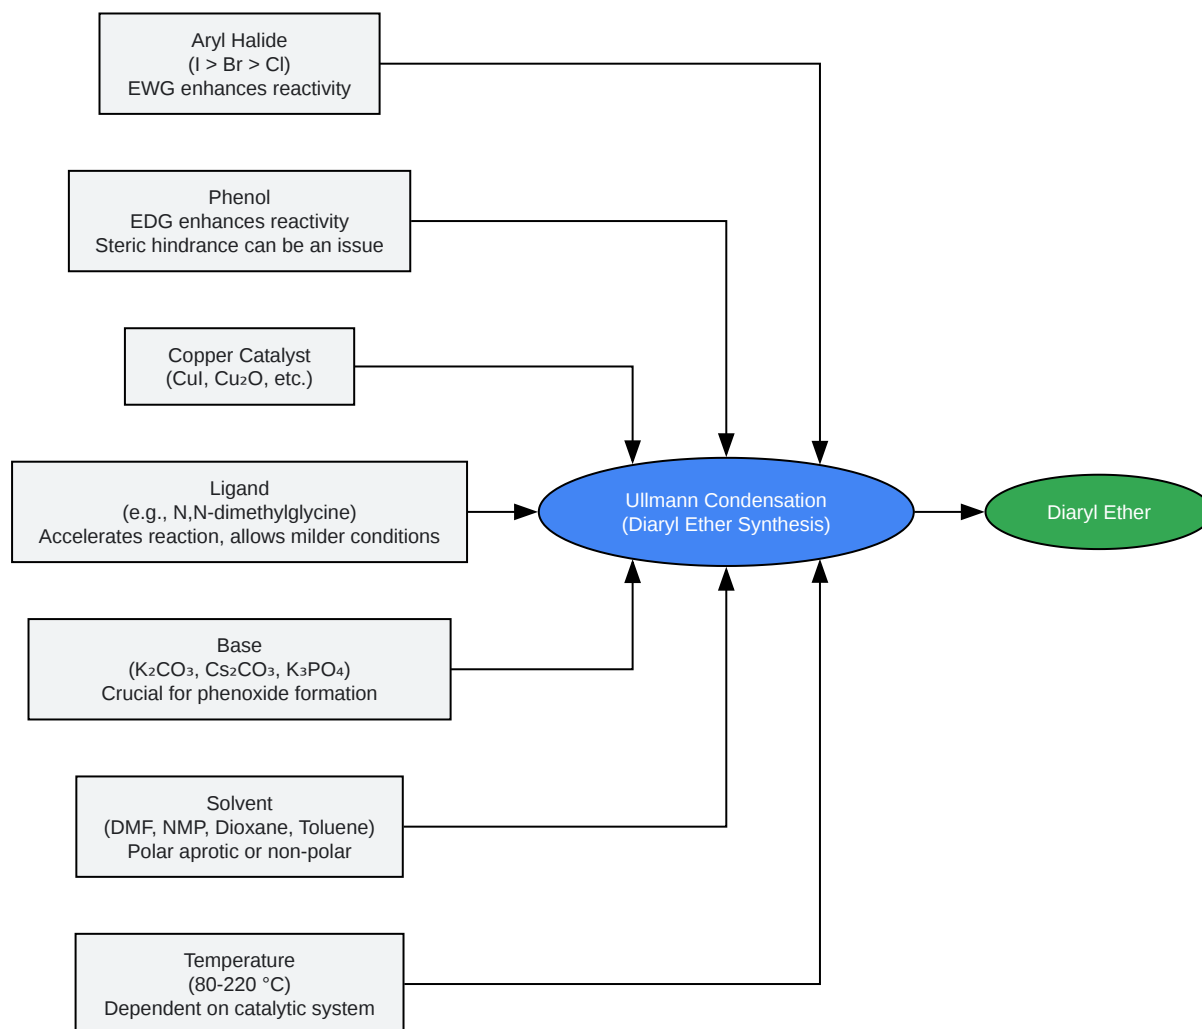 Aryl Halide
(I > Br > Cl)
EWG enhances reactivity
Phenol
EDG enhances reactivity
Steric hindrance can be an issue
Copper Catalyst
(CuI, Cu₂O, etc.)
Ligand
(e.g., N,N-dimethylglycine)
Accelerates reaction, allows milder conditions
Base
(K₂CO₃, Cs₂CO₃, K₃PO₄)
Crucial for phenoxide formation
Solvent
(DMF, NMP, Dioxane, Toluene)
Polar aprotic or non-polar
Temperature
(80-220 °C)
Dependent on catalytic system
Ullmann Condensation
(Diaryl Ether Synthesis)
Diaryl Ether